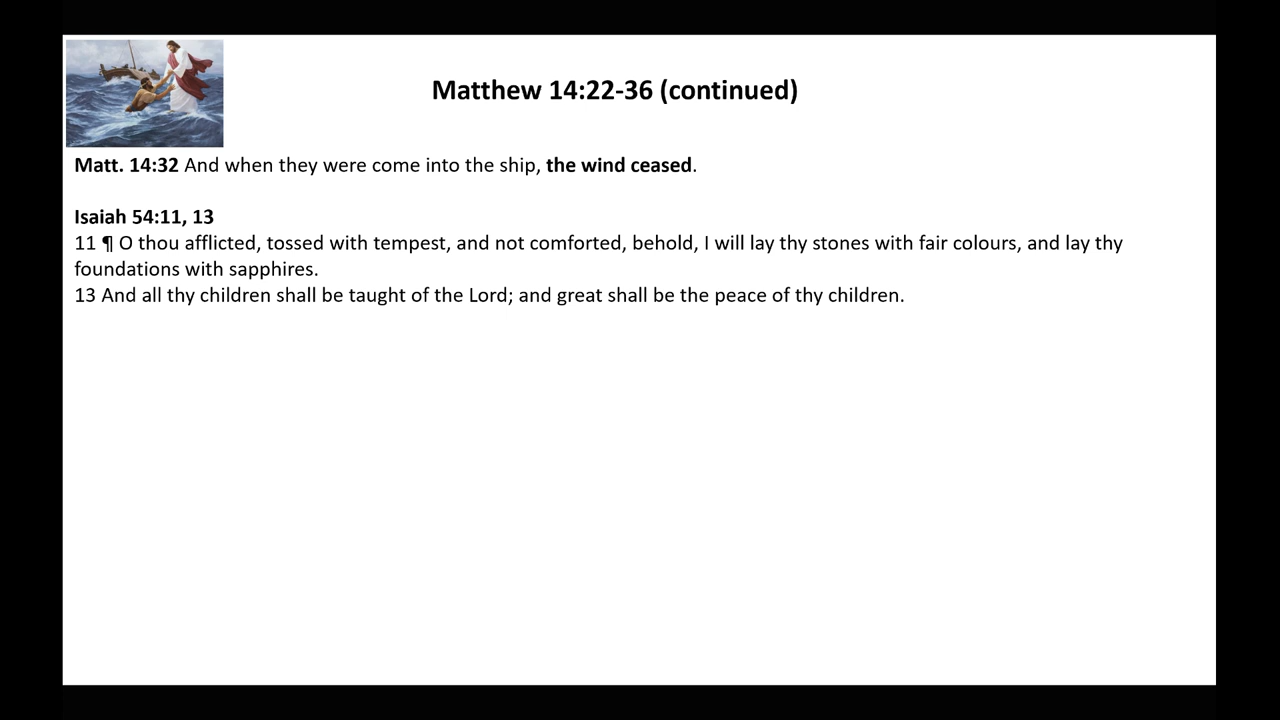 Matthew 14:22-36 (continued)
Matt. 14:32 And when they were come into the ship, the wind ceased.
Isaiah 54:11, 13
11 ¶ O thou afflicted, tossed with tempest, and not comforted, behold, I will lay thy stones with fair colours, and lay thy
foundations with sapphires.
13 And all thy children shall be taught of the Lord; and great shall be the peace of thy children.